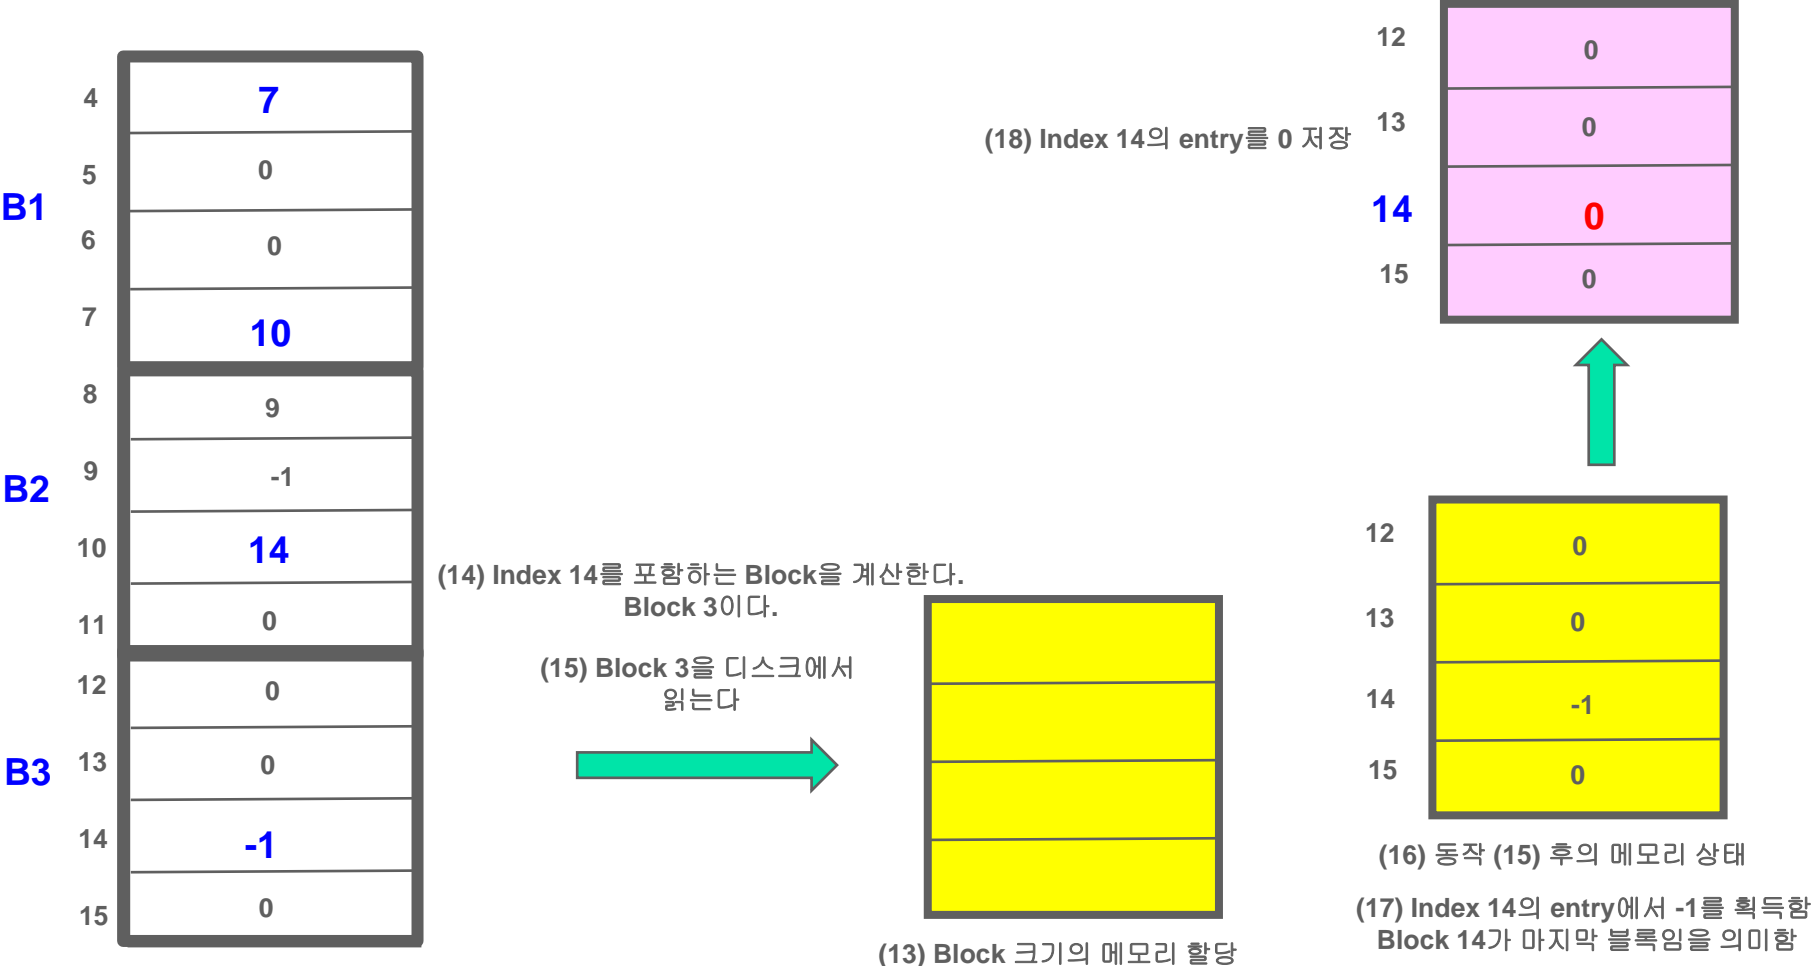 B1
4 7
5 0
6 0
7 10
B2
8 9
9 -1
10 14
11 0
B3
12 0
13 0
14 -1
15 0
(14) Index 14를 포함하는 Block을 계산한다.
Block 3이다.
(15) Block 3을 디스크에서
읽는다
(13) Block 크기의 메모리 할당
12 0
13 0
14 -1
15 0
(16) 동작 (15) 후의 메모리 상태
(17) Index 14의 entry에서 -1를 획득함
Block 14가 마지막 블록임을 의미함
(18) Index 14의 entry를 0 저장
12 0
13 0
14 0
15 0